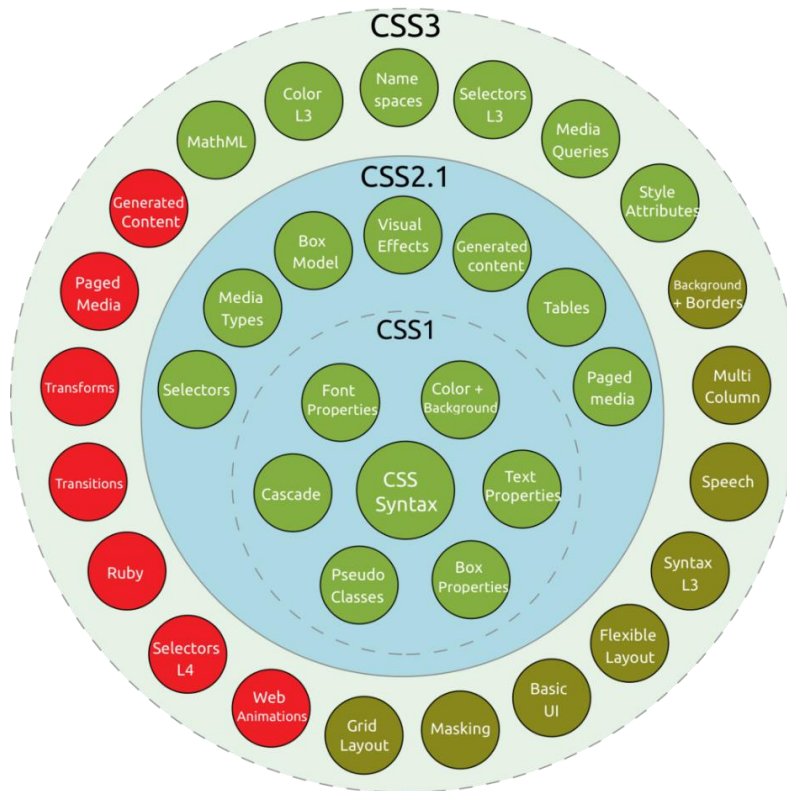 CSS3
Name
spaces
Color
L3
Selectors
L3
MathML
Media
Queries
Style
Attributes
Generated
Content
Background
+ Borders
Paged
Media
Multi
Column
Transforms
Speech
Transitions
Syntax
L3
Ruby
Flexible
Layout
Selectors
L4
Basic
UI
Web
Animations
Masking
Grid
Layout
CSS2.1
Visual
Effects
Box
Model
Generated
content
Media
Types
Tables
Selectors
Paged
media
CSS1
Font
Properties
Color +
Background
Cascade
CSS
Syntax
Text
Properties
Pseudo
Classes
Box
Properties